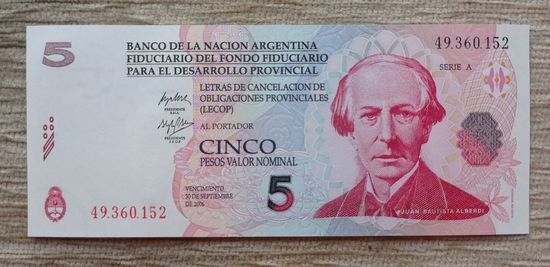 5
BANCO DE LA NACION ARGENTINA
FIDUCIARIO DEL FONDO FIDUCIARIO
PARA EL DESARROLLO PROVINCIAL
49.360.152
SERIE A
LETRAS DE CANCELACION DE
OBLIGACIONES PROVINCIALES
(LECOP)
AL PORTADOR
PRESIDENTE
PRESIDENTE
CINCO
PESOS VALOR NOMINAL
VENCIMIENTO
30 DE SEPTIEMBRE
DE 2006
5
49.360.152
JUAN BAUTISTA ALBERDI